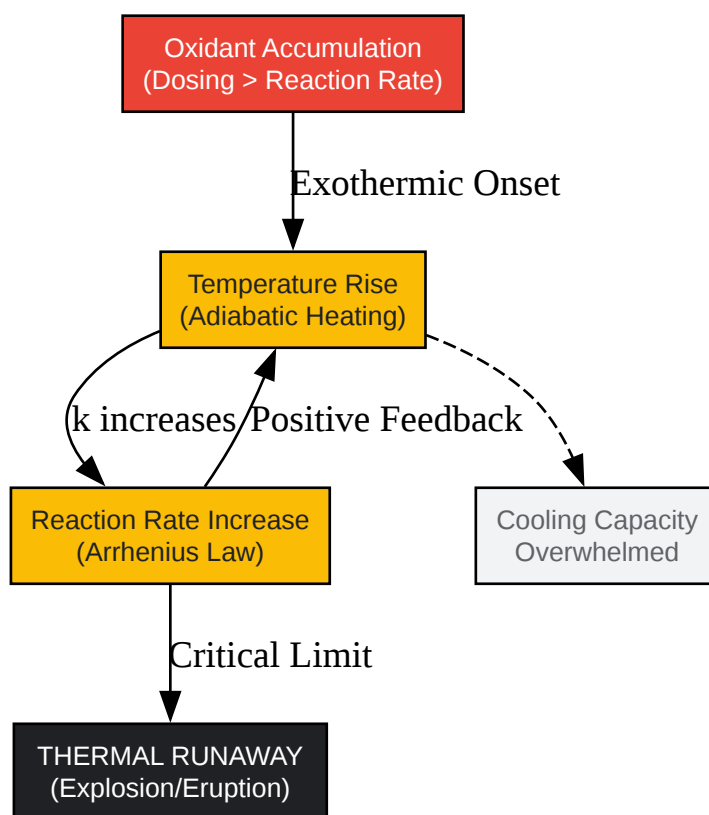 Oxidant Accumulation
(Dosing > Reaction Rate)
Exothermic Onset
Temperature Rise
(Adiabatic Heating)
k increases
Positive Feedback
Reaction Rate Increase
(Arrhenius Law)
Cooling Capacity
Overwhelmed
Critical Limit
THERMAL RUNAWAY
(Explosion/Eruption)